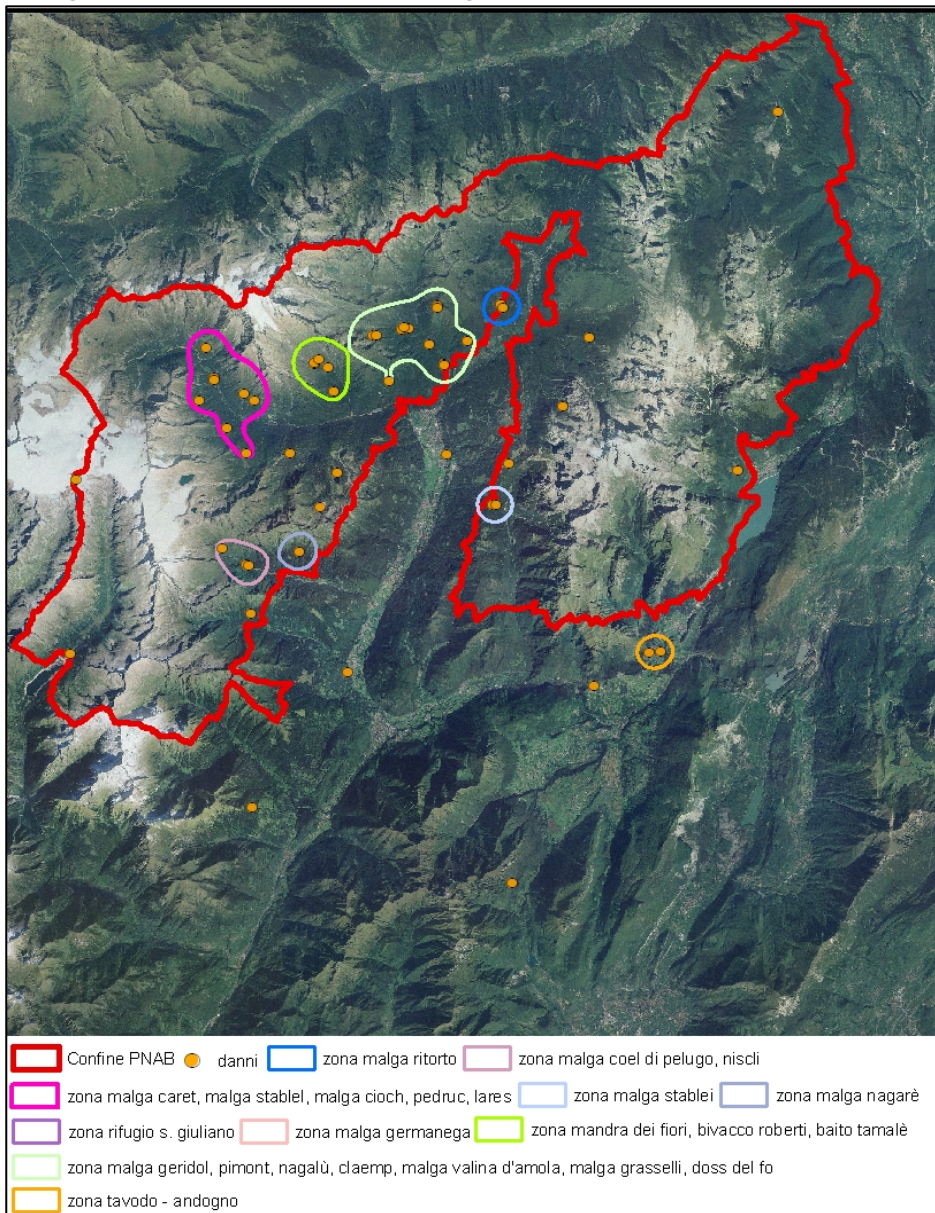 Confine PNAB danni zona malga ritorto zona malga coel di pelugo, niscli
zona malga caret, malga stablel, malga cioch, pedruc, lares zona malga stablei zona malga nagarè
zona rifugio s. giuliano zona malga germanega zona mandra dei fiori, bivacco roberti, baito tamalè
zona malga geridol, pimont, nagalù, claemp, malga valina d'amola, malga grasselli, doss del fo
zona tavodo - andogno